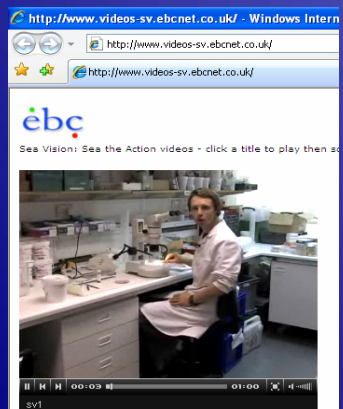 http://www.videos-sv.ebcnet.co.uk/ - Windows Intern
http://www.videos-sv.ebcnet.co.uk/
http://www.videos-sv.ebcnet.co.uk/
ebc
Sea Vision: Sea the Action videos - click a title to play then sc
00:03
01:00
sv1